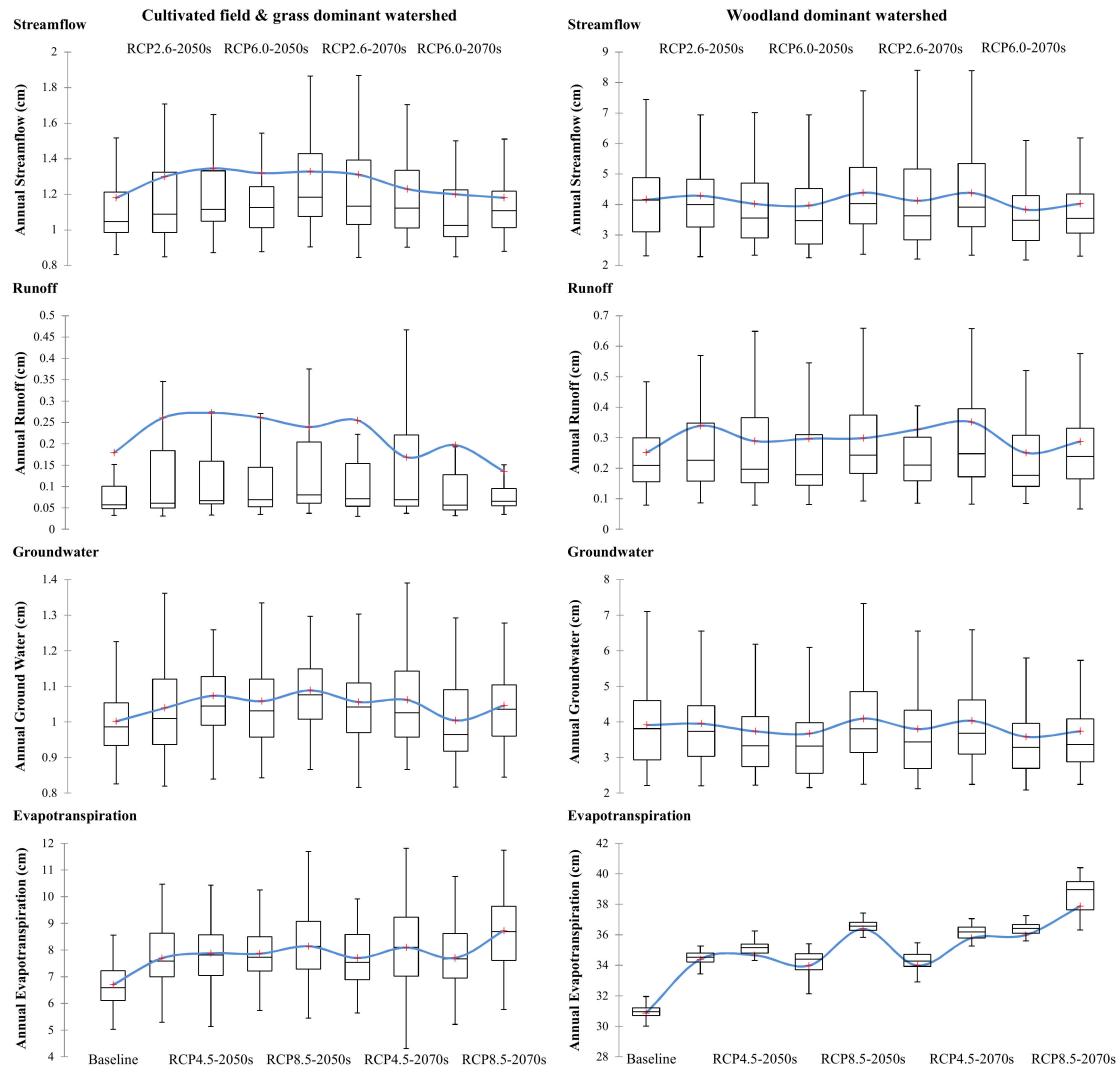 Cultivated field & grass dominant watershed
Woodland dominant watershed
Streamflow
RCP2.6-2050s RCP6.0-2050s RCP2.6-2070s RCP6.0-2070s
Annual Streamflow (cm)
2
1.8
1.6
1.4
1.2
1
0.8
Streamflow
RCP2.6-2050s RCP6.0-2050s RCP2.6-2070s RCP6.0-2070s
Annual Streamflow (cm)
9
8
7
6
5
4
3
2
Runoff
Annual Runoff (cm)
0.5
0.45
0.4
0.35
0.3
0.25
0.2
0.15
0.1
0.05
0
Runoff
Annual Runoff (cm)
0.7
0.6
0.5
0.4
0.3
0.2
0.1
0
Groundwater
Annual Ground Water (cm)
1.4
1.3
1.2
1.1
1
0.9
0.8
Groundwater
Annual Groundwater (cm)
8
7
6
5
4
3
2
Evapotranspiration
Annual Evapotranspiration (cm)
12
11
10
9
8
7
6
5
4
Baseline RCP4.5-2050s RCP8.5-2050s RCP4.5-2070s RCP8.5-2070s
Evapotranspiration
Annual Evapotranspiration (cm)
42
40
38
36
34
32
30
28
Baseline RCP4.5-2050s RCP8.5-2050s RCP4.5-2070s RCP8.5-2070s